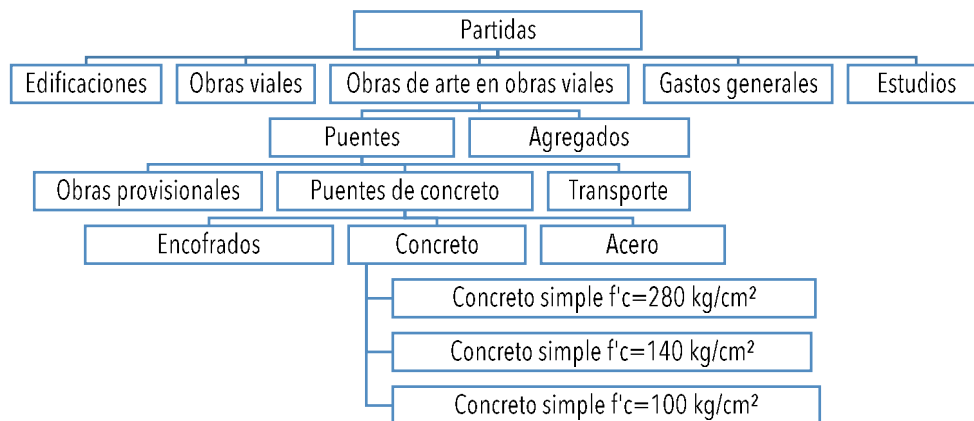 Partidas
Edificaciones
Obras viales
Obras de arte en obras viales
Gastos generales
Estudios
Puentes
Agregados
Obras provisionales
Puentes de concreto
Transporte
Encofrados
Concreto
Acero
Concreto simple f'c=280 kg/cm²
Concreto simple f'c=140 kg/cm²
Concreto simple f'c=100 kg/cm²